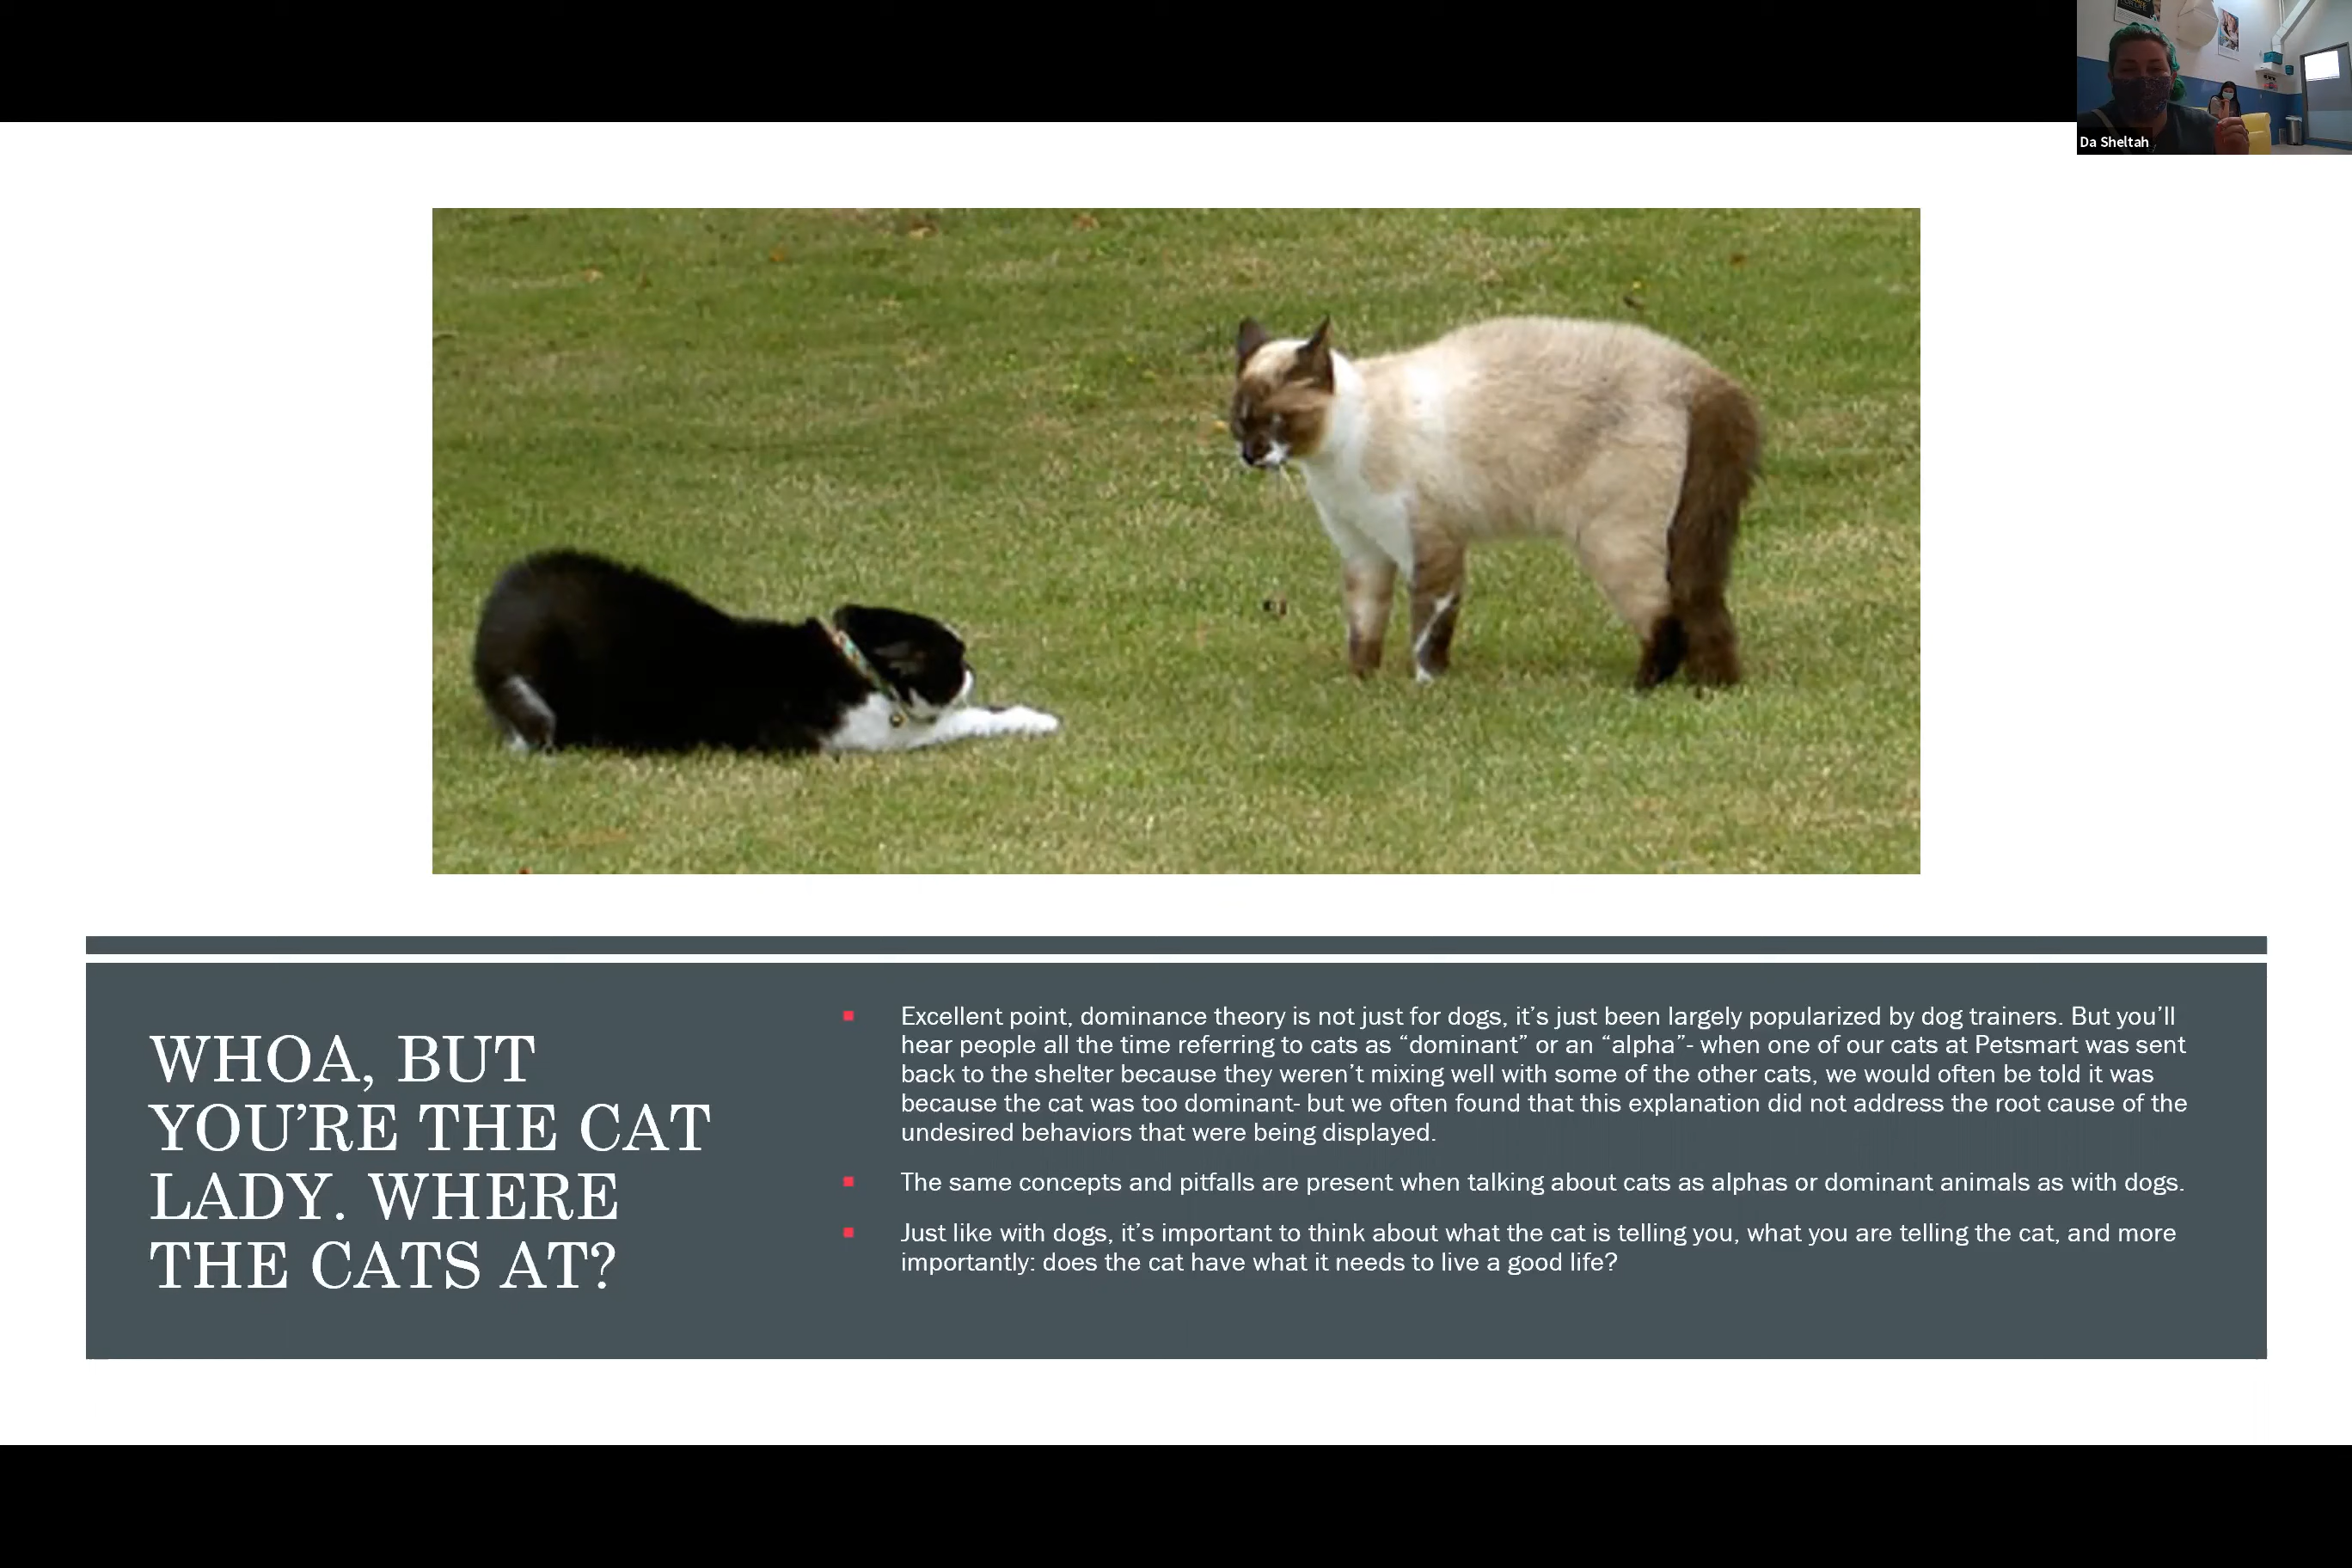 Da Sheltah
WHOA, BUT
YOU’RE THE CAT
LADY. WHERE
THE CATS AT?
▪ Excellent point, dominance theory is not just for dogs, it’s just been largely popularized by dog trainers. But you’ll
hear people all the time referring to cats as “dominant” or an “alpha”- when one of our cats at Petsmart was sent
back to the shelter because they weren’t mixing well with some of the other cats, we would often be told it was
because the cat was too dominant- but we often found that this explanation did not address the root cause of the
undesired behaviors that were being displayed.
▪ The same concepts and pitfalls are present when talking about cats as alphas or dominant animals as with dogs.
▪ Just like with dogs, it’s important to think about what the cat is telling you, what you are telling the cat, and more
importantly: does the cat have what it needs to live a good life?